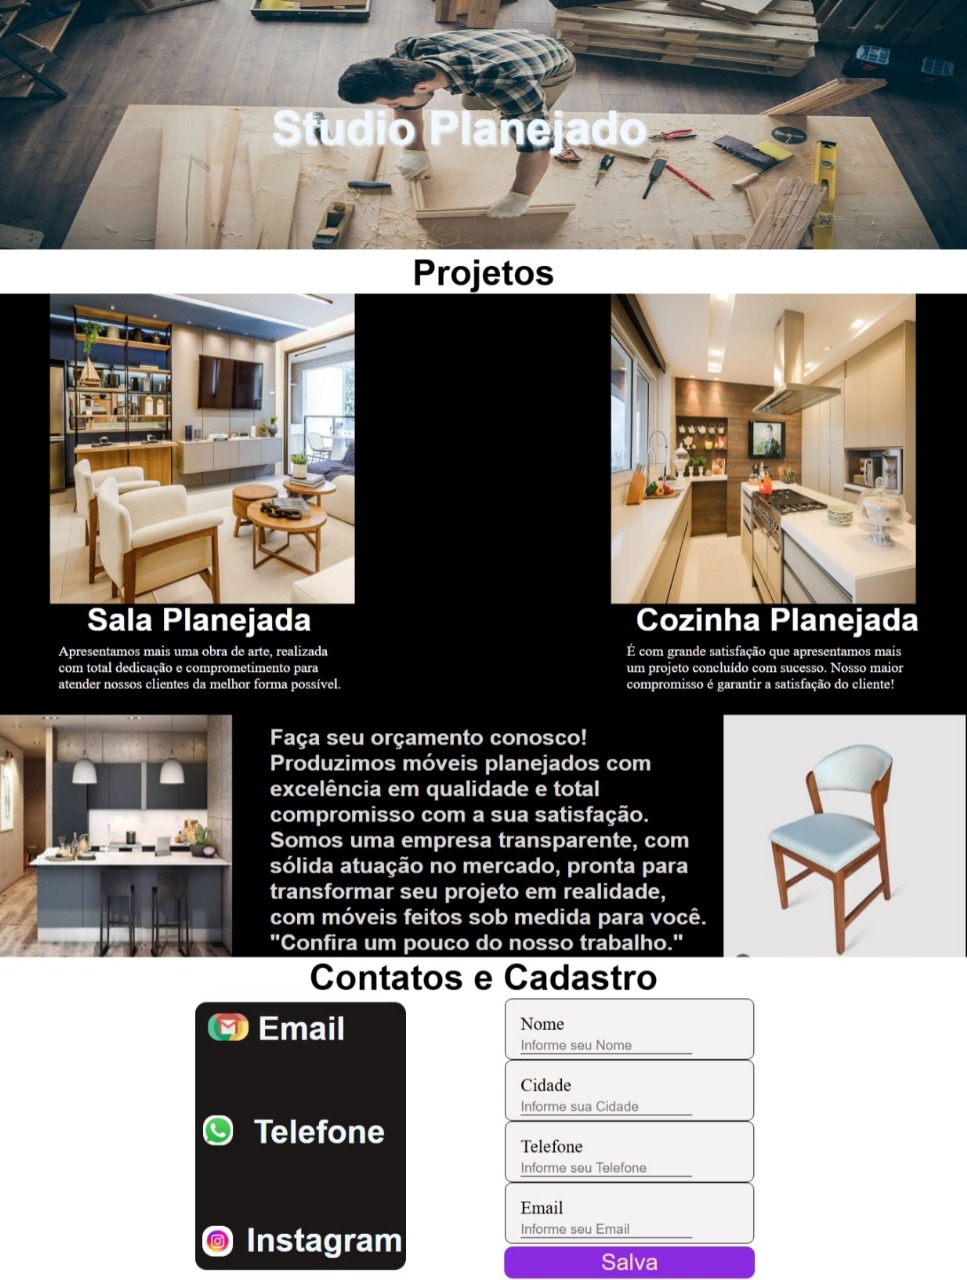 Studio Planejado
Projetos
Sala Planejada
Apresentamos mais uma obra de arte, realizada
com total dedicação e comprometimento para
atender nossos clientes da melhor forma possível.
Cozinha Planejada
É com grande satisfação que apresentamos mais
um projeto concluído com sucesso. Nosso maior
compromisso é garantir a satisfação do cliente!
Faça seu orçamento conosco!
Produzimos móveis planejados com
excelência em qualidade e total
compromisso com a sua satisfação.
Somos uma empresa transparente, com
sólida atuação no mercado, pronta para
transformar seu projeto em realidade,
com móveis feitos sob medida para você.
"Confira um pouco do nosso trabalho."
Contatos e Cadastro
Email
Telefone
Instagram
Nome
Informe seu Nome
Cidade
Informe sua Cidade
Telefone
Informe seu Telefone
Email
Informe seu Email
Salva